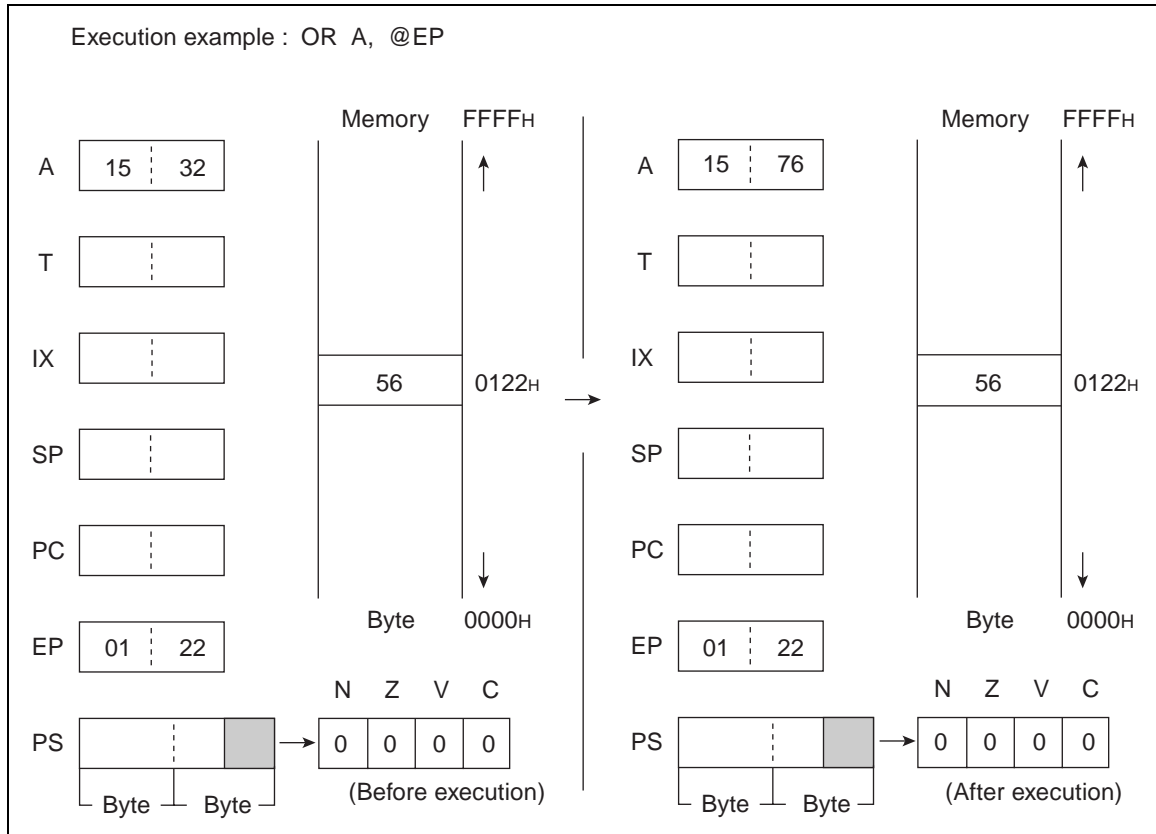 Execution example : OR A, @EP
Memory FFFFH
A 15 32
T
IX
56 0122H
SP
PC
Byte 0000H
EP 01 22
N Z V C
PS 0 0 0 0
Byte Byte (Before execution)
Memory FFFFH
A 15 76
T
IX
56 0122H
SP
PC
Byte 0000H
EP 01 22
N Z V C
PS 0 0 0 0
Byte Byte (After execution)